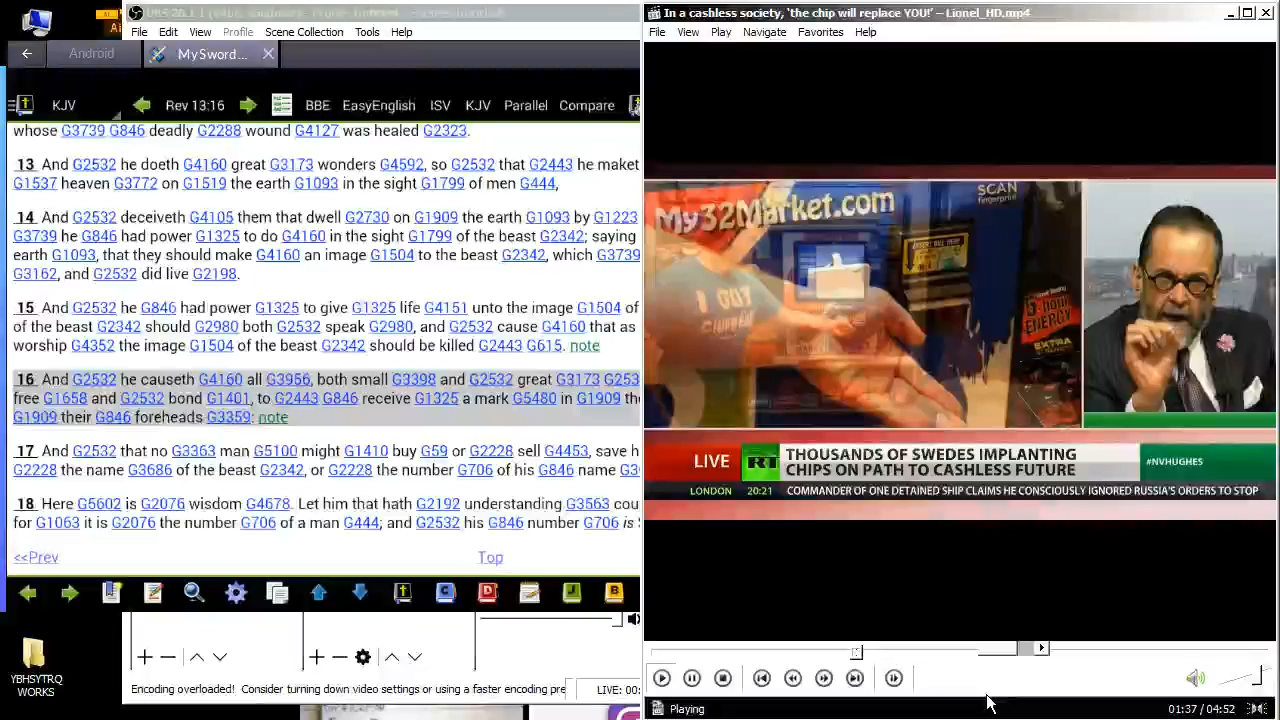 File Edit View Profile Scene Collection Tools Help
Android MySword...
KJV Rev 13:16 BBE EasyEnglish ISV KJV Parallel Compare
whose G3739 G846 deadly G2288 wound G4127 was healed G2323.
13 And G2532 he doeth G4160 great G3173 wonders G4592, so G2532 that G2443 he maket
G1537 heaven G3772 on G1519 the earth G1093 in the sight G1799 of men G444,
14 And G2532 deceiveth G4105 them that dwell G2730 on G1909 the earth G1093 by G1223
G3739 he G846 had power G1325 to do G4160 in the sight G1799 of the beast G2342; saying
earth G1093, that they should make G4160 an image G1504 to the beast G2342, which G3739
G3162, and G2532 did live G2198.
15 And G2532 he G846 had power G1325 to give G1325 life G4151 unto the image G1504 of
of the beast G2342 should G2980 both G2532 speak G2980, and G2532 cause G4160 that as
worship G4352 the image G1504 of the beast G2342 should be killed G2443 G615. note
16 And G2532 he causeth G4160 all G3956, both small G3398 and G2532 great G3173 G253
free G1658 and G2532 bond G1401, to G2443 G846 receive G1325 a mark G5480 in G1909 the
G1909 their G846 foreheads G3359: note
17 And G2532 that no G3363 man G5100 might G1410 buy G59 or G2228 sell G4453, save h
G2228 the name G3686 of the beast G2342, or G2228 the number G706 of his G846 name G3
18 Here G5602 is G2076 wisdom G4678. Let him that hath G2192 understanding G3563 cou
for G1063 it is G2076 the number G706 of a man G444; and G2532 his G846 number G706 is
<<Prev Top
YBHSYTRQ
WORKS
Encoding overloaded! Consider turning down video settings or using a faster encoding pre
LIVE: 00:
In a cashless society, ‘the chip will replace YOU!’ – Lionel_HD.mp4
File View Play Navigate Favorites Help
My32Market.com
SCAN
fingerprint
INSERT BILL HERE
I GOT
CHIPPED
5-HOUR
ENERGY
EXTRA
LIVE RT THOUSANDS OF SWEDES IMPLANTING
CHIPS ON PATH TO CASHLESS FUTURE
#NVHUGHES
LONDON 20:21 COMMANDER OF ONE DETAINED SHIP CLAIMS HE CONSCIOUSLY IGNORED RUSSIA'S ORDERS TO STOP
Playing 01:37 / 04:52